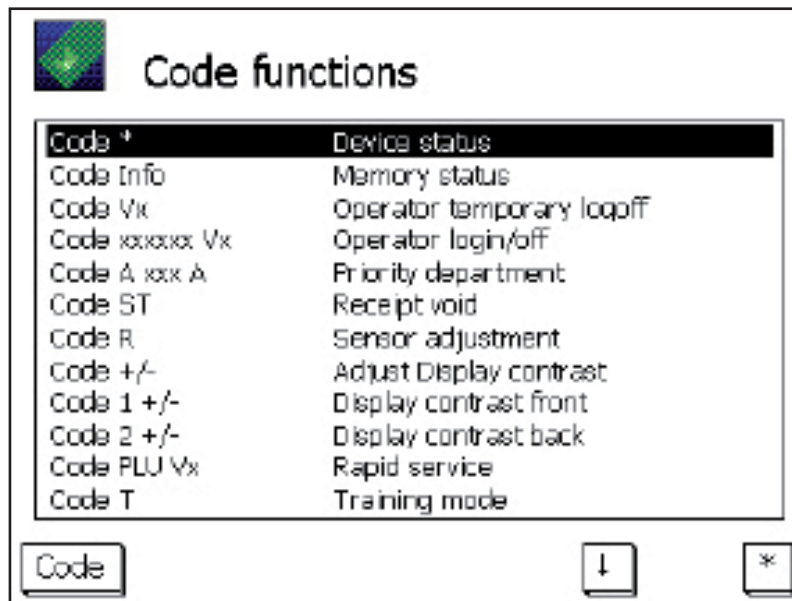 Code functions
Code * Device status
Code Info Memory status
Code Vx Operator temporary logoff
Code xxxxxx Vx Operator login/off
Code A xxx A Priority department
Code ST Receipt void
Code R Sensor adjustment
Code +/- Adjust Display contrast
Code 1 +/- Display contrast front
Code 2 +/- Display contrast back
Code PLU Vx Rapid service
Code T Training mode
Code ↓ *